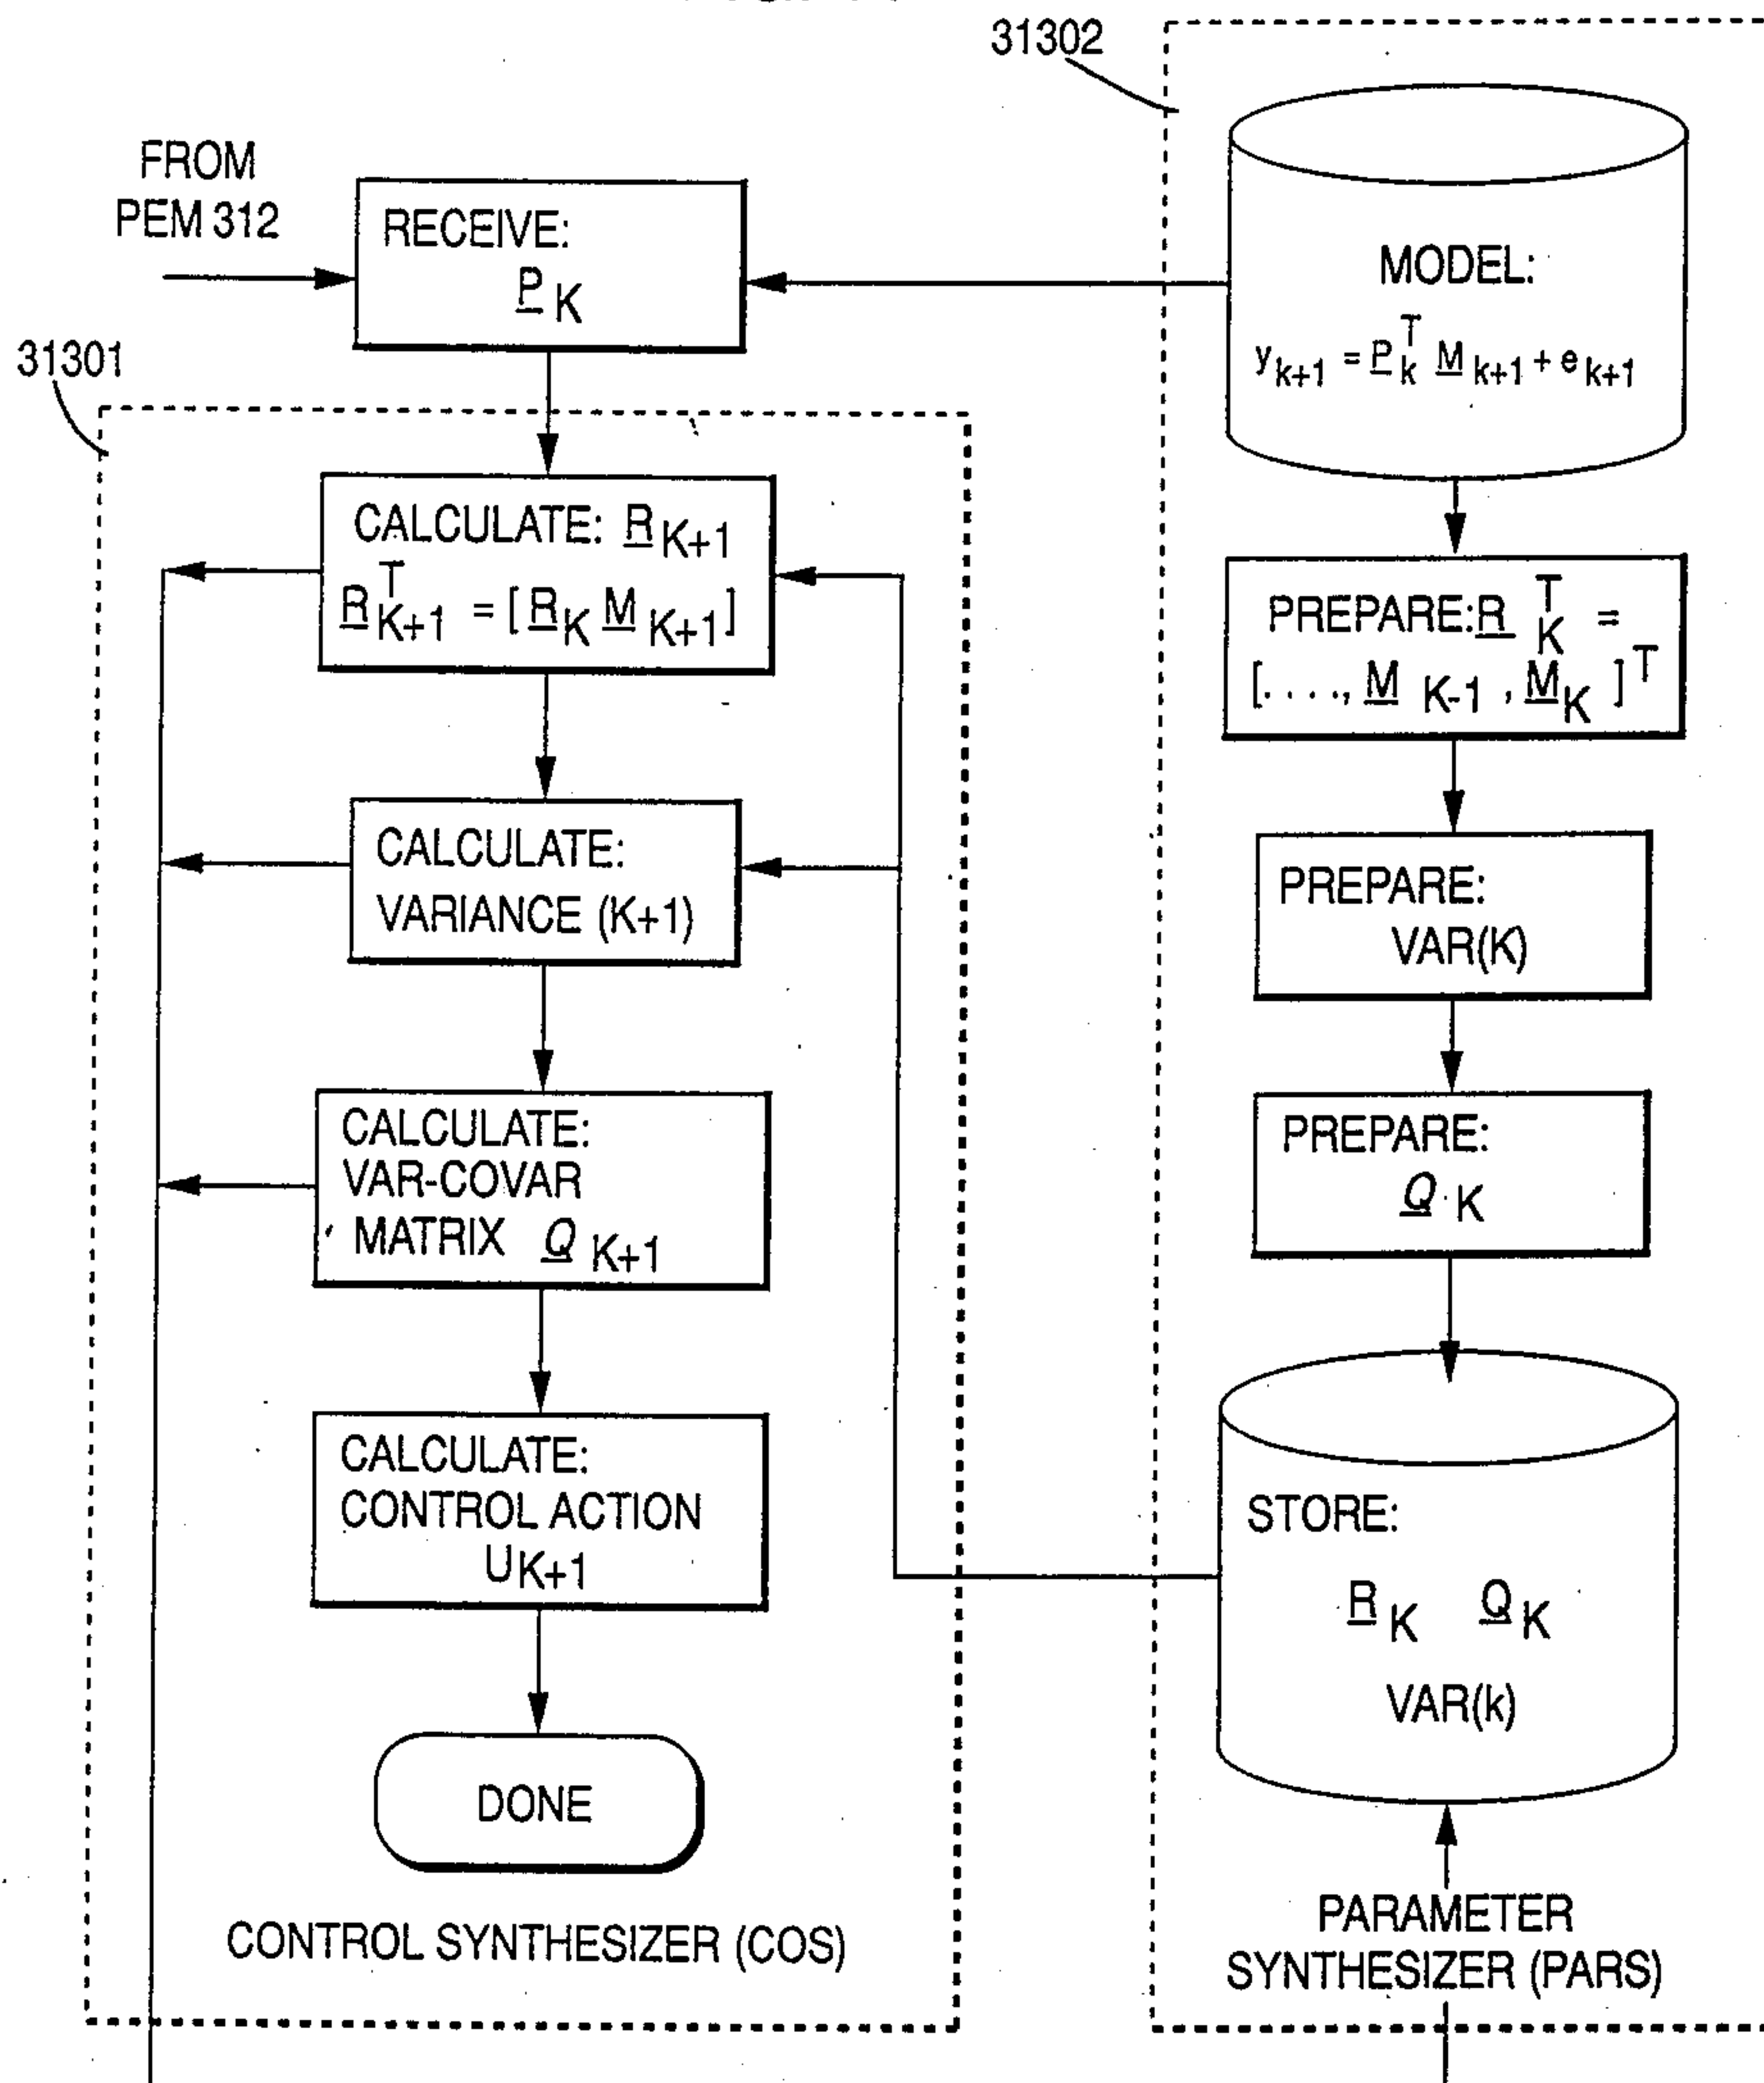 31302
FROM
PEM 312
RECEIVE:
P K
31301
CALCULATE: R K+1
R T K+1 = [ R K M K+1 ]
CALCULATE:
VARIANCE (K+1)
CALCULATE:
VAR-COVAR
MATRIX Q K+1
CALCULATE:
CONTROL ACTION
U K+1
DONE
CONTROL SYNTHESIZER (COS)
MODEL:
y k+1 = P T k M k+1 + e k+1
PREPARE: R T K =
[. . . ., M K-1 , M K ] T
PREPARE:
VAR(K)
PREPARE:
Q K
STORE:
R K Q K
VAR(k)
PARAMETER
SYNTHESIZER (PARS)